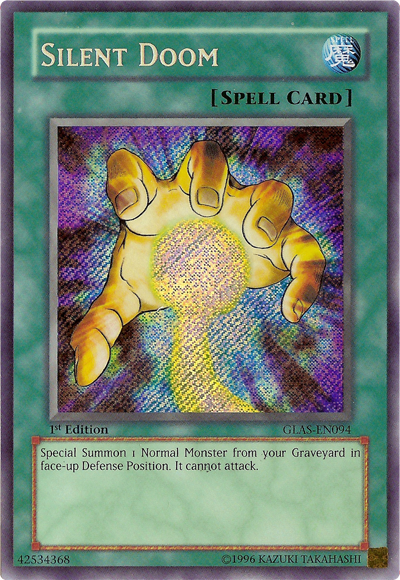 SILENT DOOM
SPELL
魔
[SPELL CARD]
1st Edition
GLAS-EN094
Special Summon 1 Normal Monster from your Graveyard in
face-up Defense Position. It cannot attack.
42534368
©1996 KAZUKI TAKAHASHI